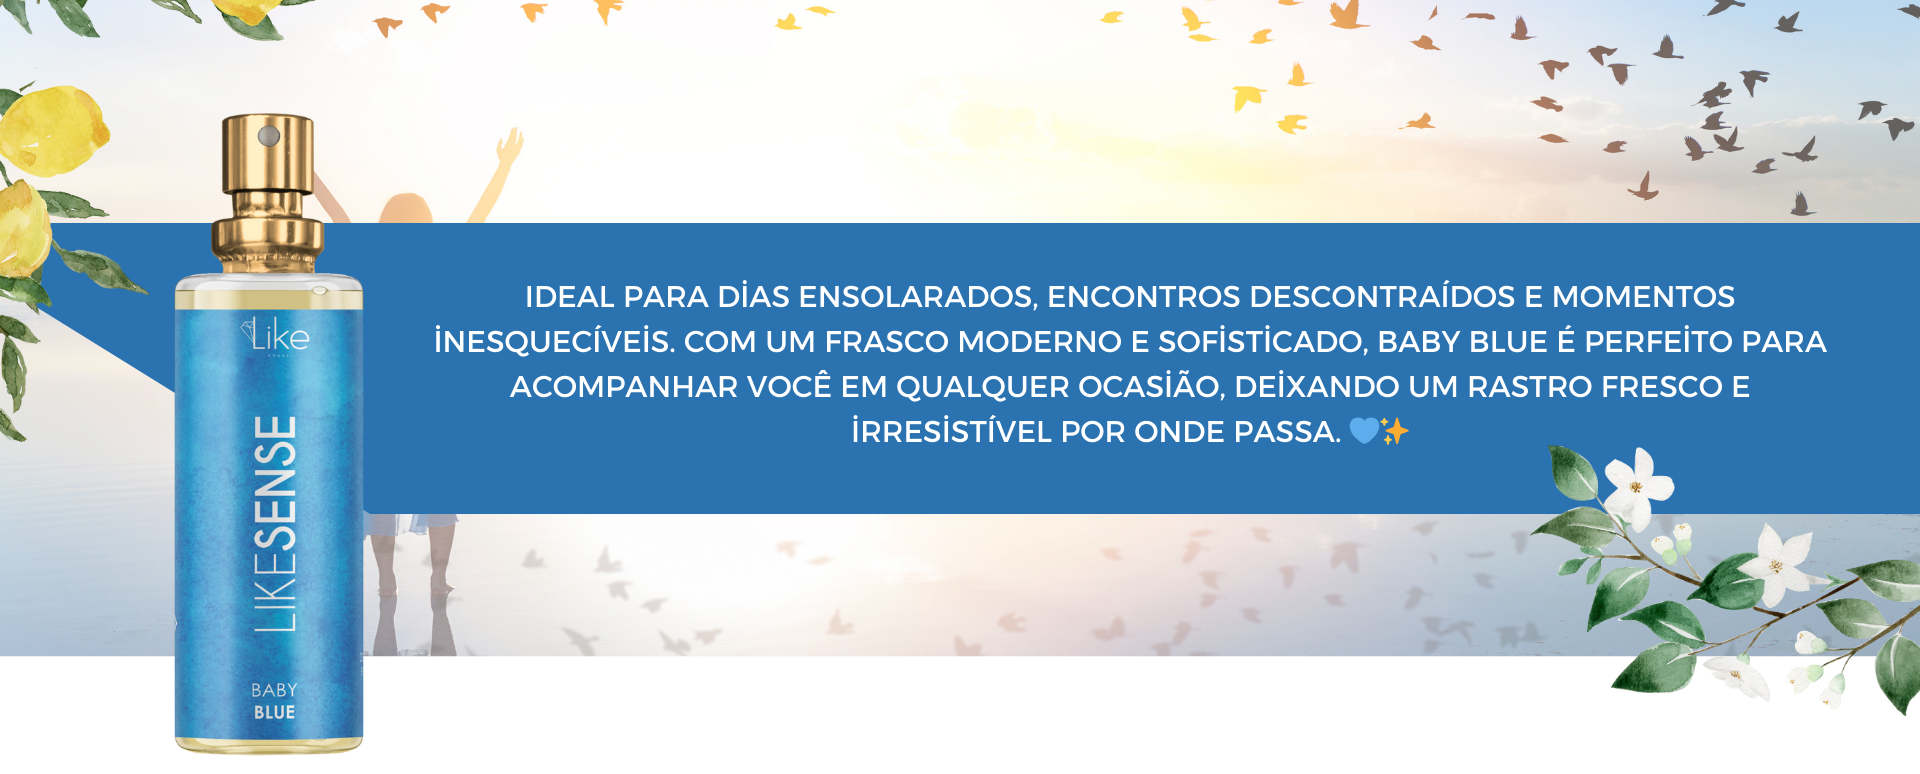 IDEAL PARA DİAS ENSOLARADOS, ENCONTROS DESCONTRAÍDOS E MOMENTOS
İNESQUECÍVEİS. COM UM FRASCO MODERNO E SOFİSTİCADO, BABY BLUE É PERFEİTO PARA
ACOMPANHAR VOCÊ EM QUALQUER OCASİÃO, DEİXANDO UM RASTRO FRESCO E
İRRESİSTÍVEL POR ONDE PASSA. 💙✨
Like
LIKESENSE
BABY
BLUE